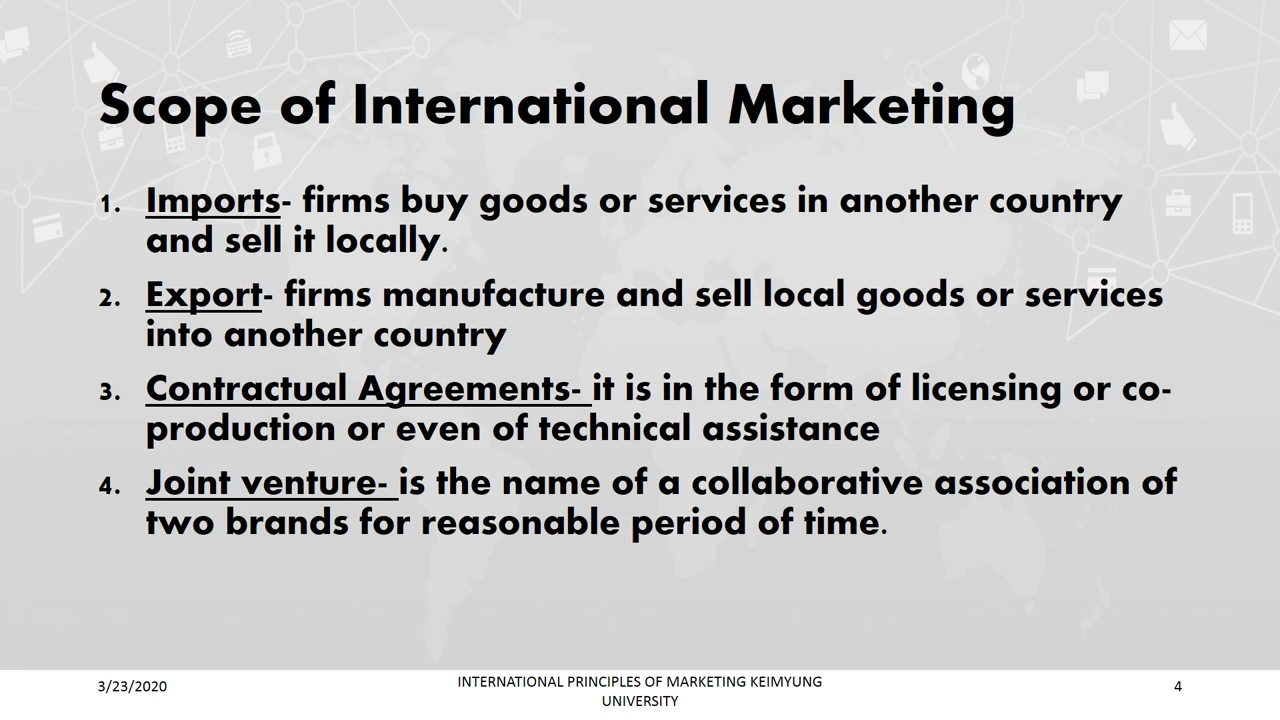 Scope of International Marketing
1. Imports- firms buy goods or services in another country
and sell it locally.
2. Export- firms manufacture and sell local goods or services
into another country
3. Contractual Agreements- it is in the form of licensing or co-
production or even of technical assistance
4. Joint venture- is the name of a collaborative association of
two brands for reasonable period of time.
3/23/2020
INTERNATIONAL PRINCIPLES OF MARKETING KEIMYUNG
UNIVERSITY
4